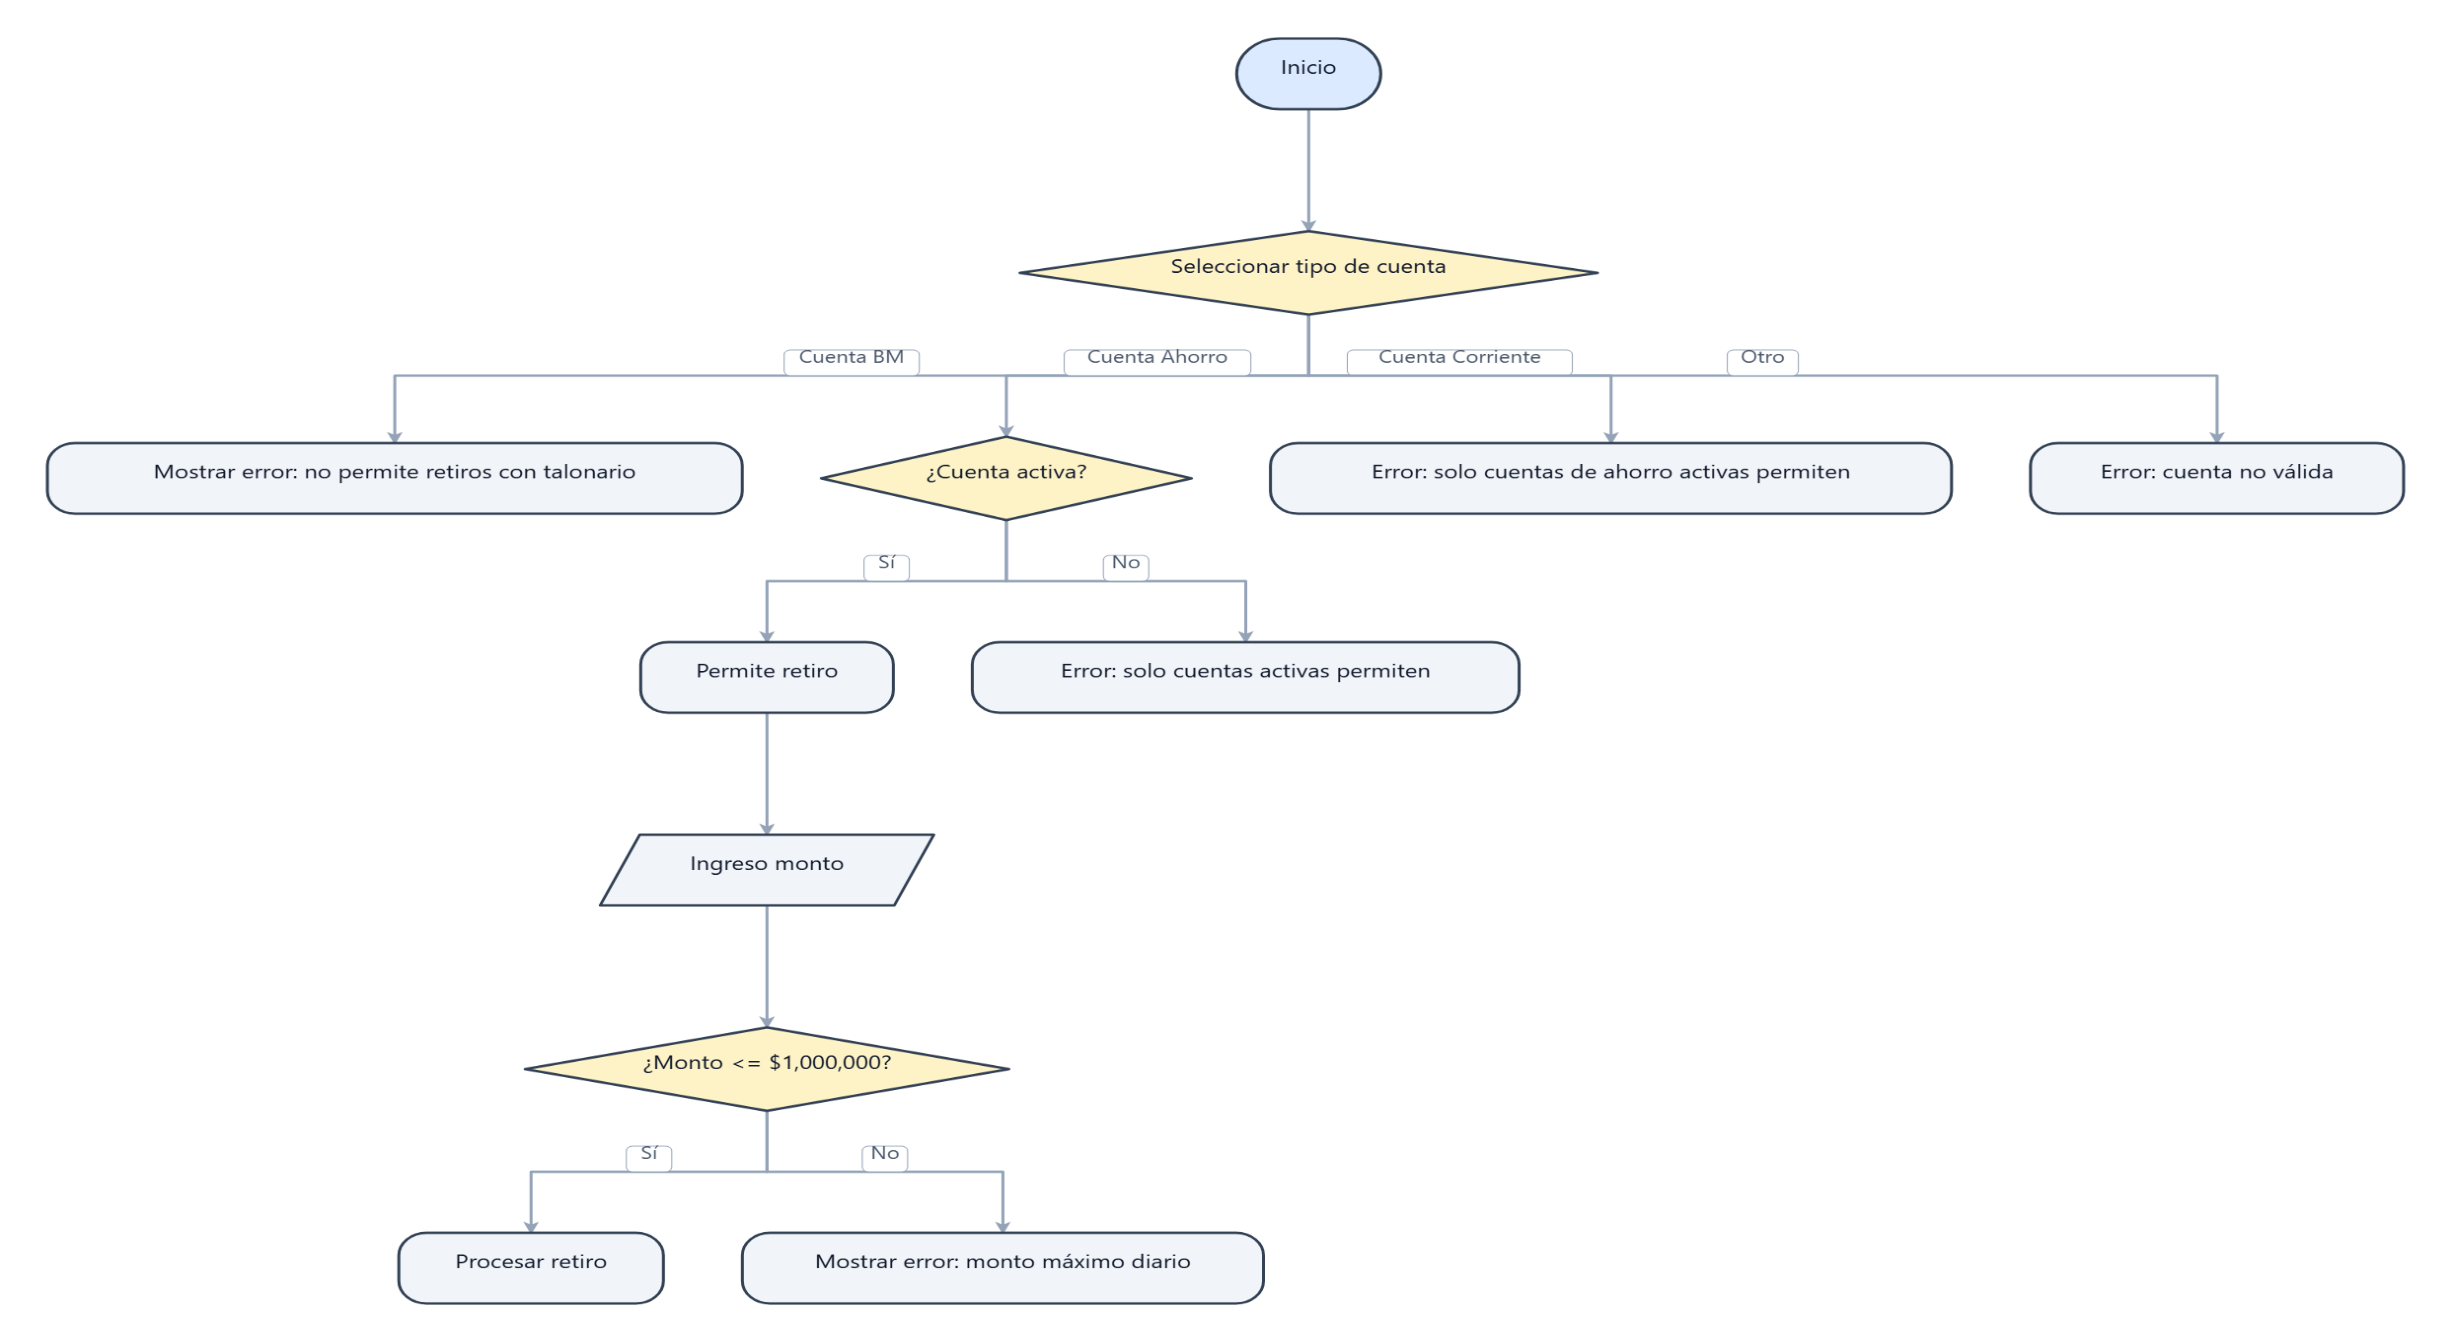 Inicio
Seleccionar tipo de cuenta
Cuenta BM
Cuenta Ahorro
Cuenta Corriente
Otro
Mostrar error: no permite retiros con talonario
¿Cuenta activa?
Error: solo cuentas de ahorro activas permiten
Error: cuenta no válida
Sí
No
Permite retiro
Error: solo cuentas activas permiten
Ingreso monto
¿Monto <= $1,000,000?
Sí
No
Procesar retiro
Mostrar error: monto máximo diario